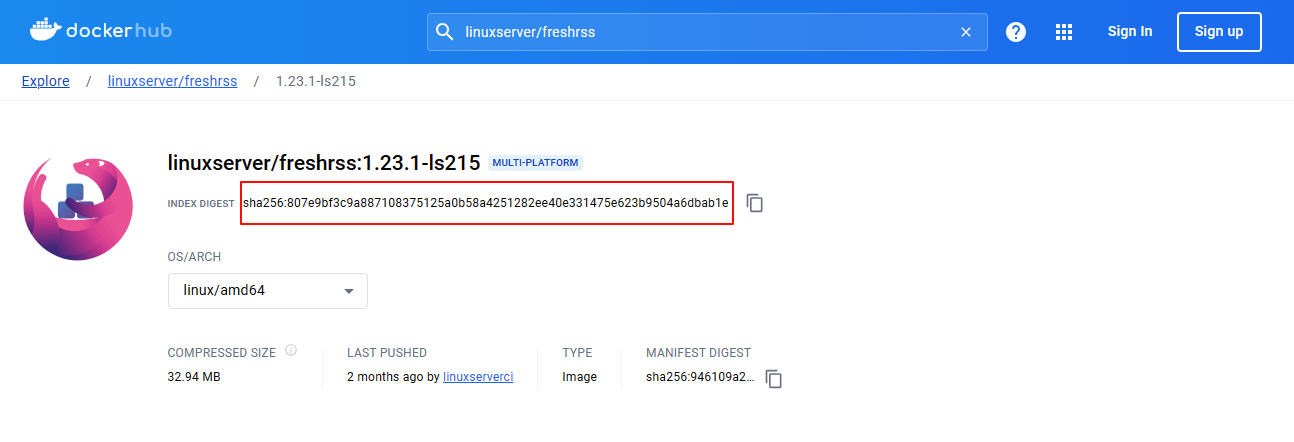 dockerhub
linuxserver/freshrss
Sign In
Sign up
Explore / linuxserver/freshrss / 1.23.1-ls215
linuxserver/freshrss:1.23.1-ls215 MULTI-PLATFORM
INDEX DIGEST sha256:807e9bf3c9a887108375125a0b58a4251282ee40e331475e623b9504a6dbab1e
OS/ARCH
linux/amd64
COMPRESSED SIZE
LAST PUSHED
TYPE
MANIFEST DIGEST
32.94 MB
2 months ago by linuxserverci
Image
sha256:946109a2...